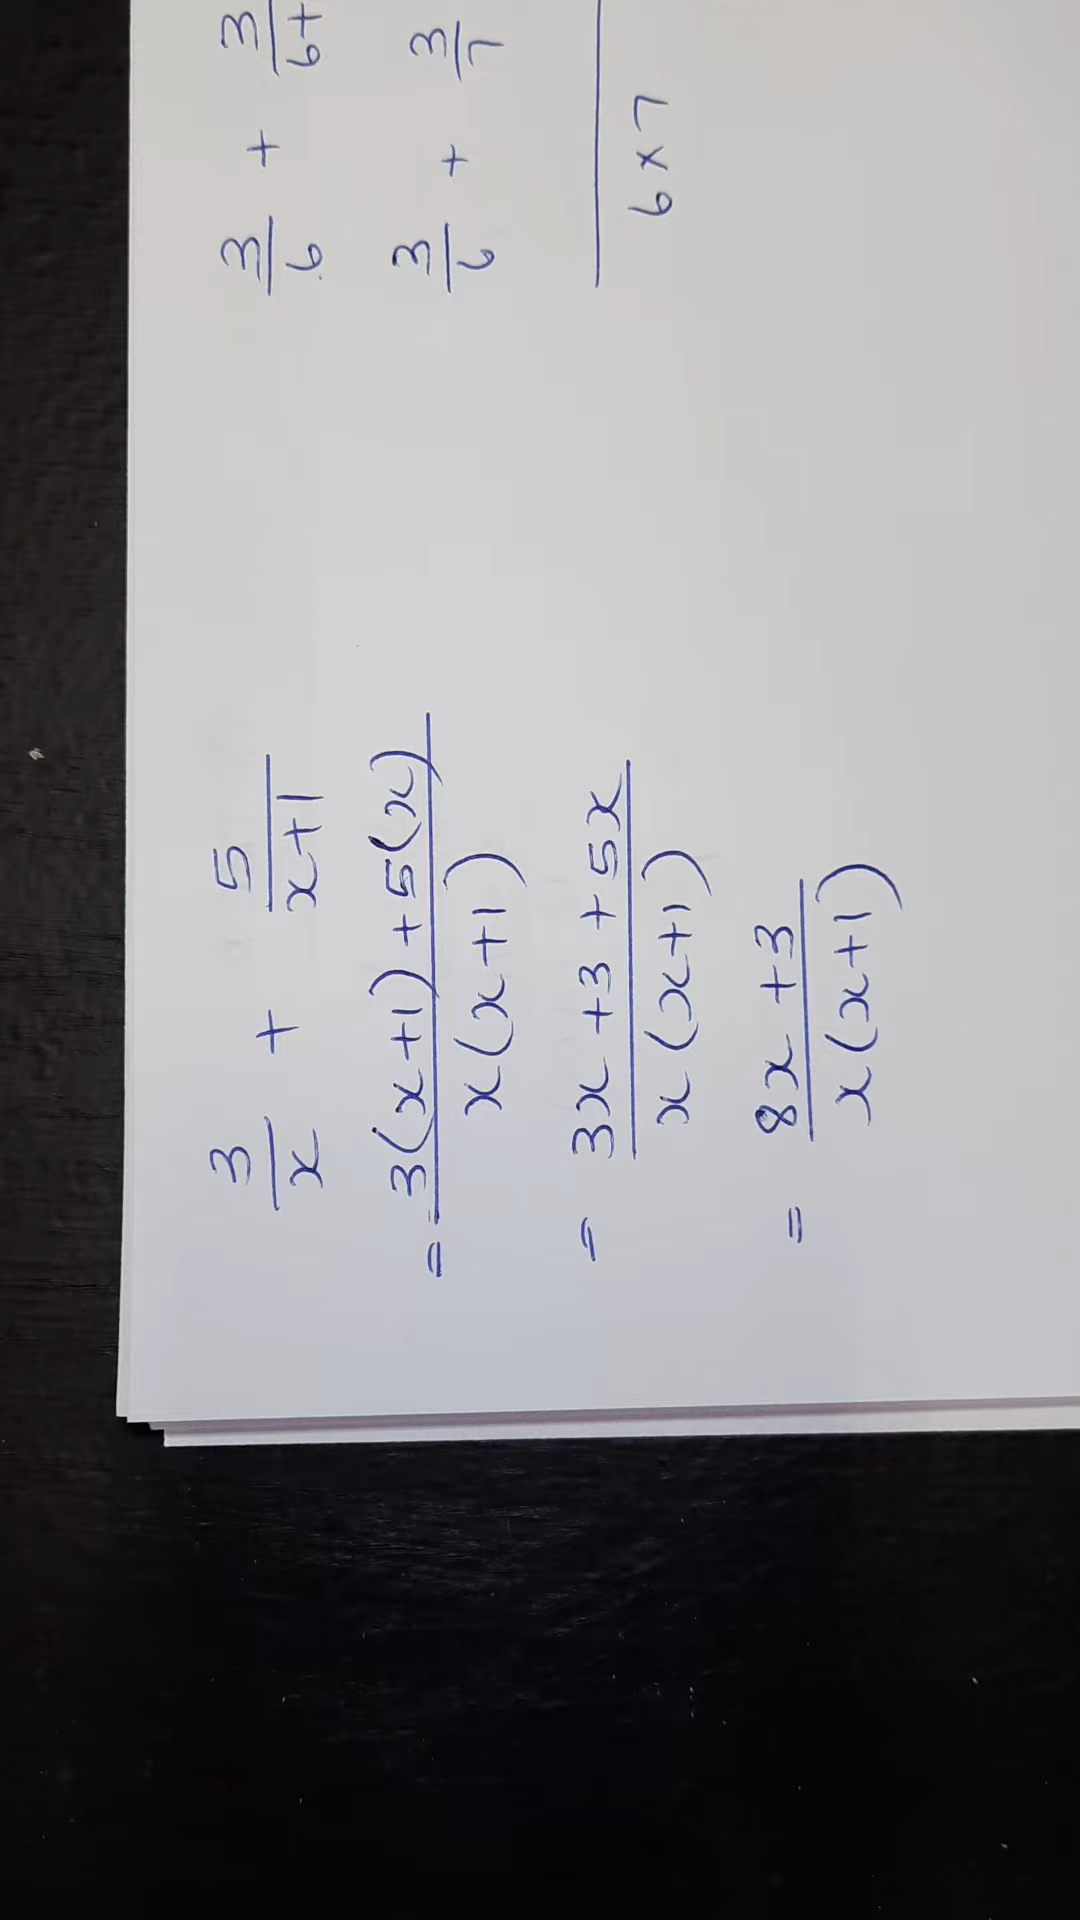 3/x + 5/x+1
= 3(x+1)+5(x)/x(x+1)
= 3x+3+5x/x(x+1)
= 8x+3/x(x+1)
3/6 + 3/6+
3/6 + 3/7
6×7